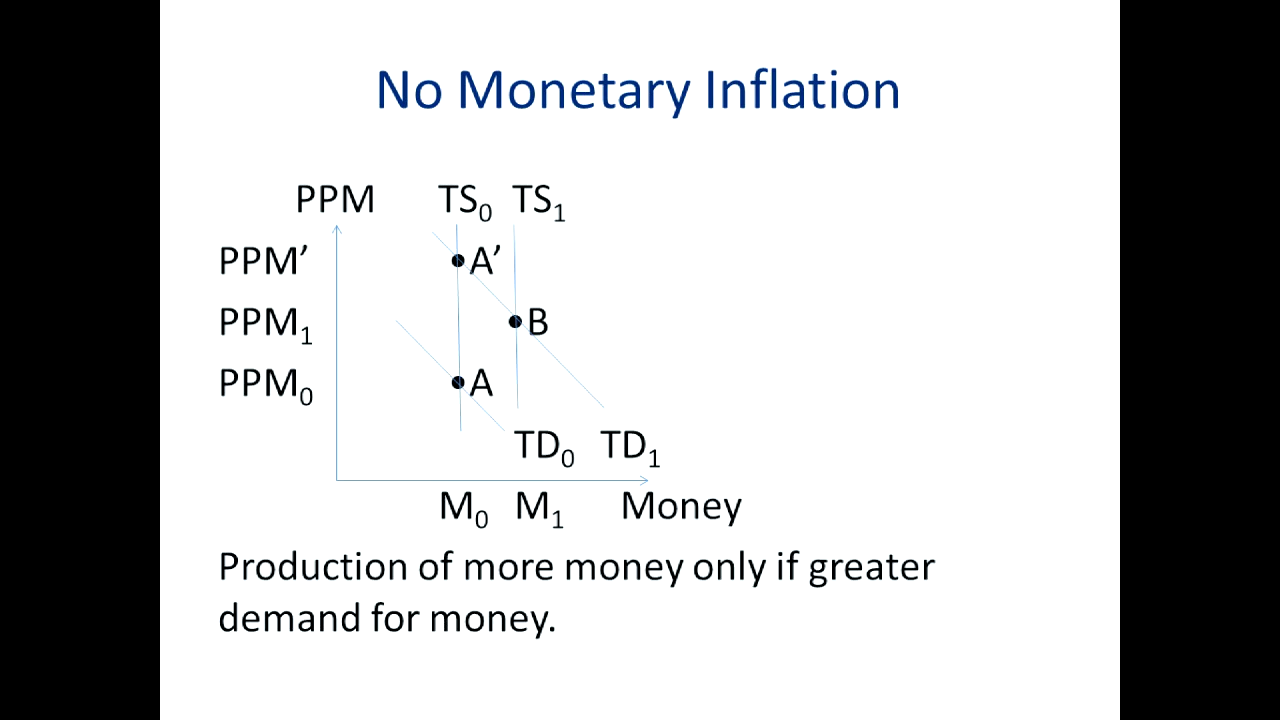 No Monetary Inflation
PPM TS₀ TS₁
PPM’ A’
PPM₁ B
PPM₀ A
TD₀ TD₁
M₀ M₁ Money
Production of more money only if greater
demand for money.